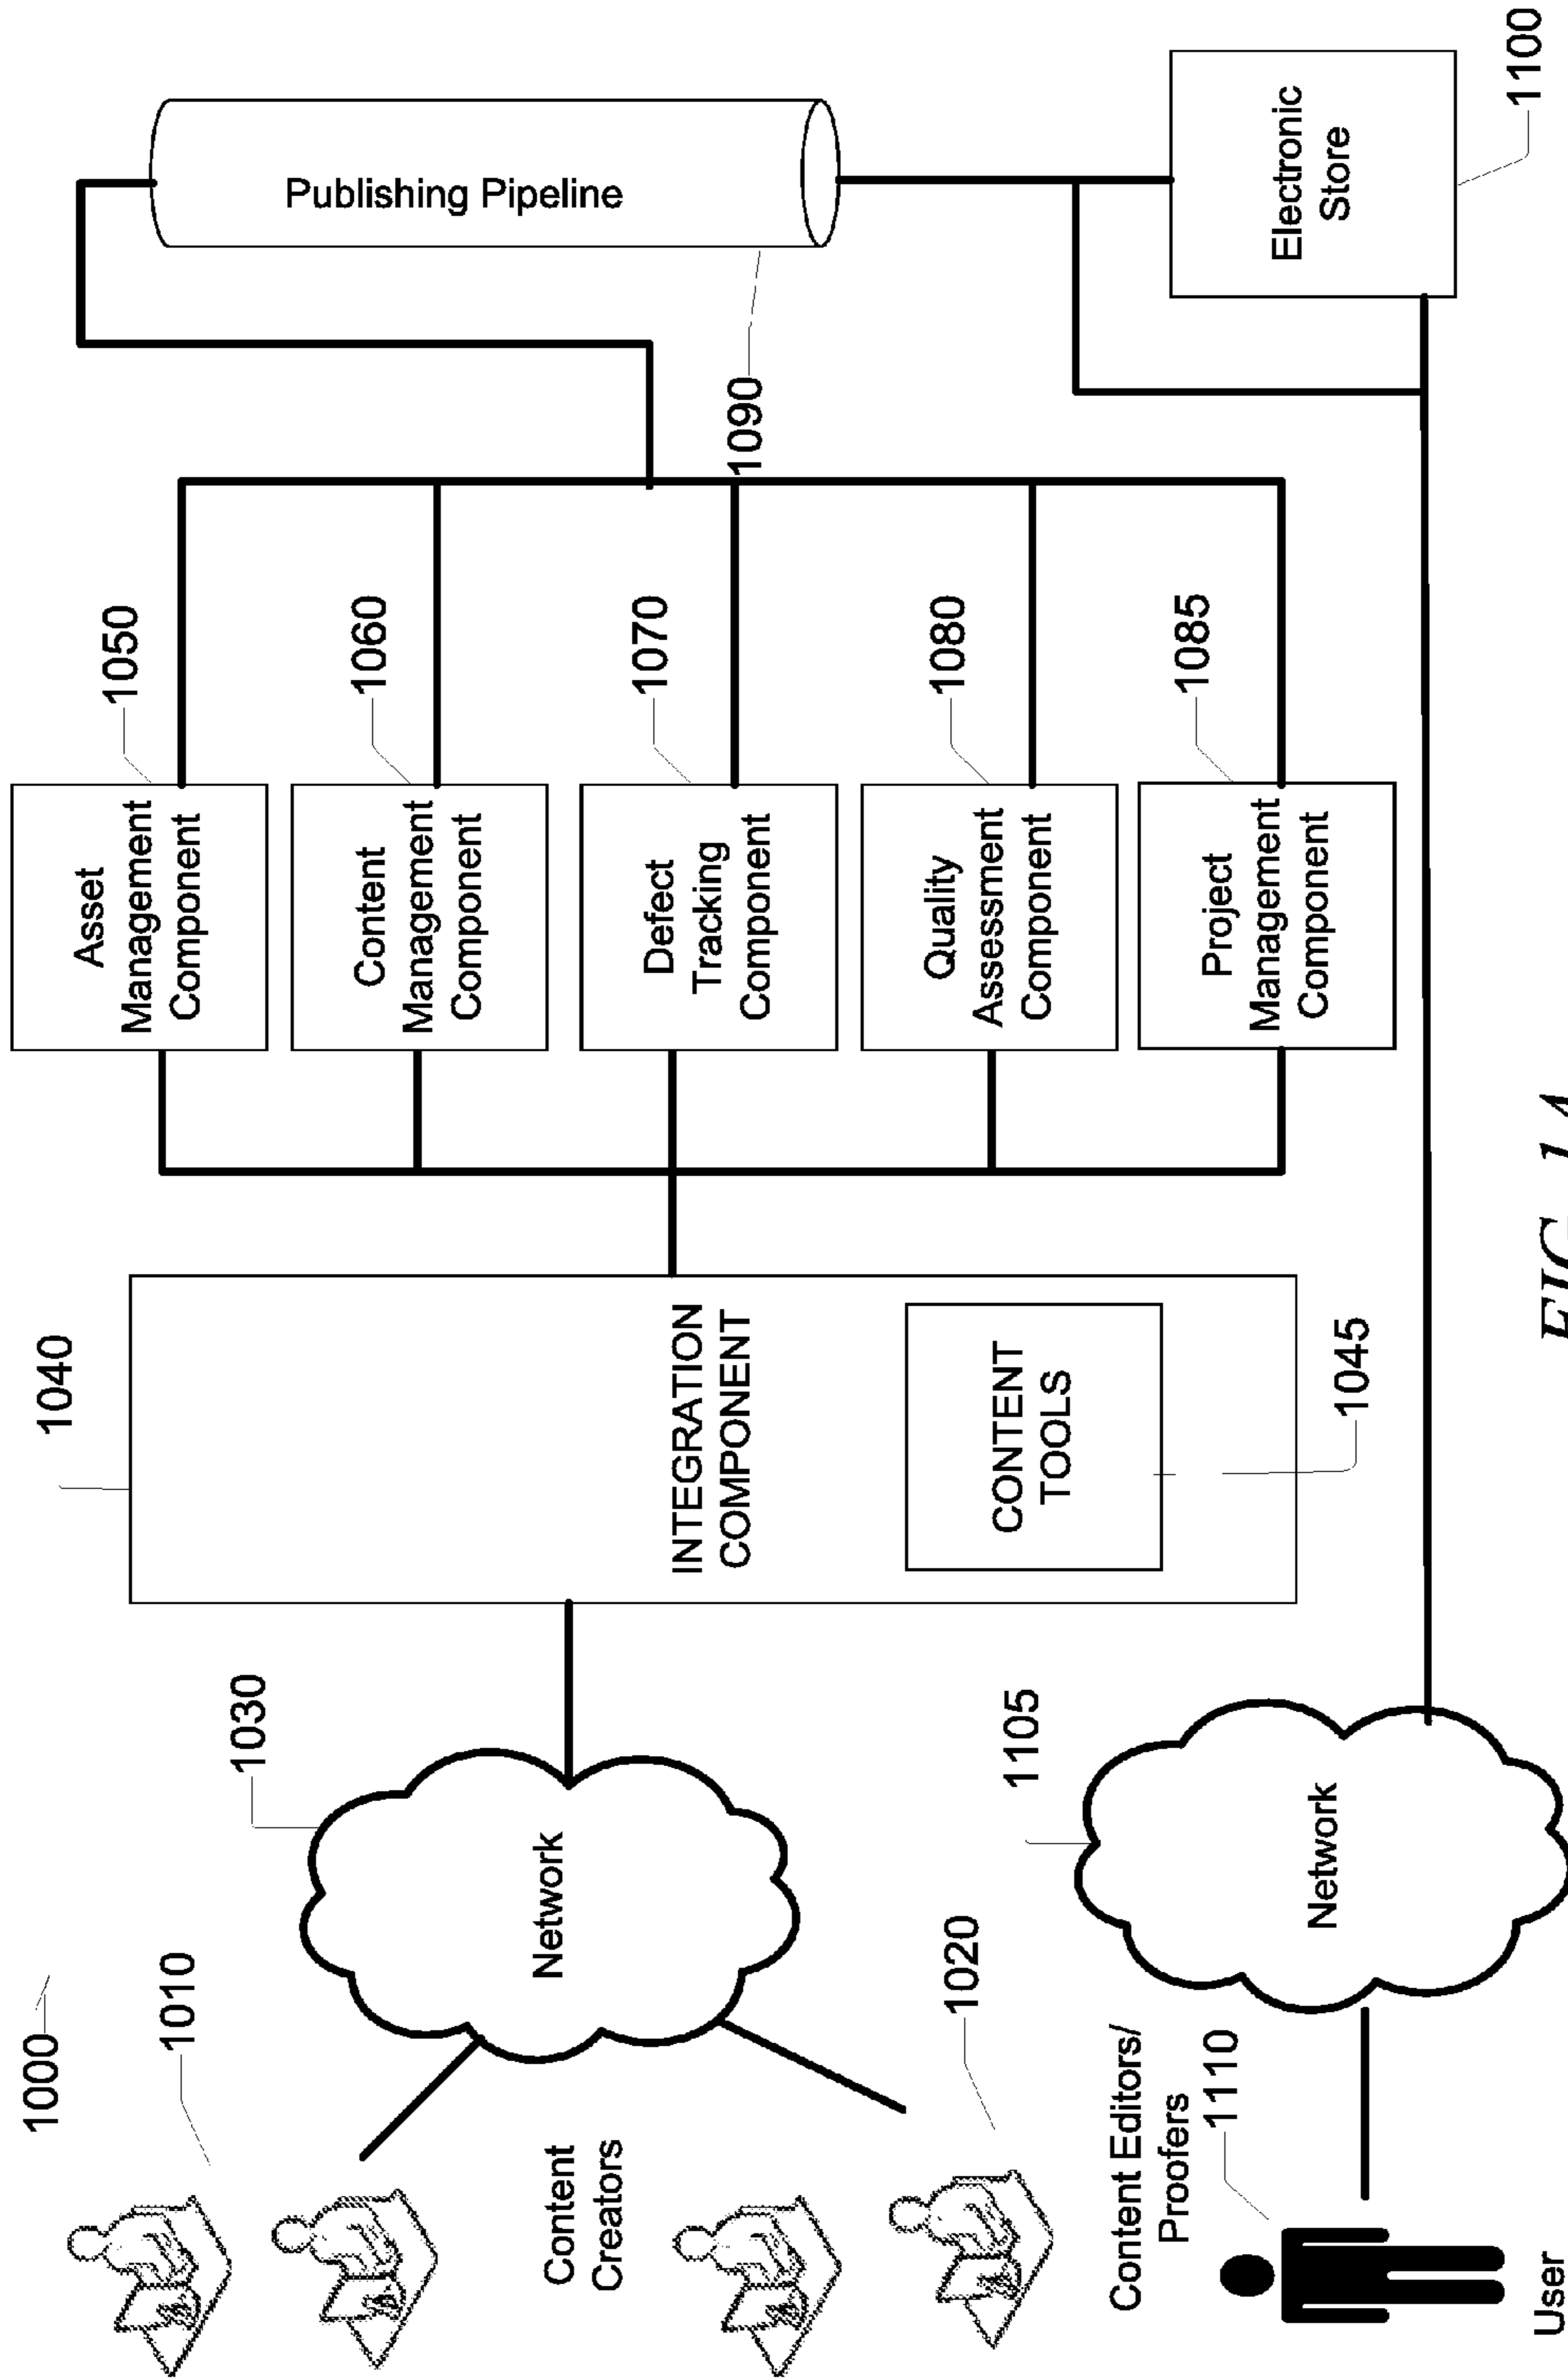 1000
1010
Content
Creators
1020
Content Editors/
Proofers
1110
User
1030
Network
1105
Network
1040
INTEGRATION
COMPONENT
CONTENT
TOOLS
1045
Asset
Management
Component
1050
Content
Management
Component
1060
Defect
Tracking
Component
1070
Quality
Assessment
Component
1080
Project
Management
Component
1085
Publishing Pipeline
1090
Electronic
Store
1100
FIG. 1A